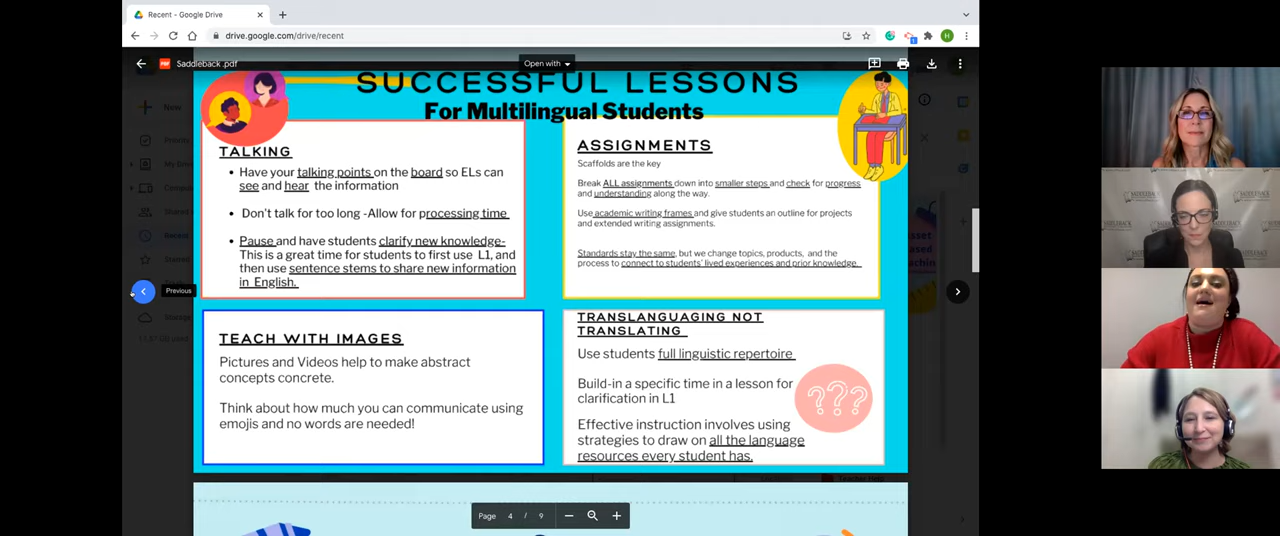 Recent - Google Drive
drive.google.com/drive/recent
H
Saddleback .pdf
Open with
New
SUCCESSFUL LESSONS
For Multilingual Students
TALKING
• Have your talking points on the board so ELs can
see and hear the information
Don't talk for too long -Allow for processing time
• Pause and have students clarify new knowledge-
This is a great time for students to first use L1, and
then use sentence stems to share new information
in English.
ASSIGNMENTS
Scaffolds are the key
Break ALL assignments down into smaller steps and check for progress
and understanding along the way.
Use academic writing frames and give students an outline for projects
and extended writing assignments.
Standards stay the same, but we change topics, products, and the
process to connect to students' lived experiences and prior knowledge.
Priority
My Drive
Shared
Recent
Starred
Storage
Previous
TEACH WITH IMAGES
Pictures and Videos help to make abstract
concepts concrete.
Think about how much you can communicate using
emojis and no words are needed!
TRANSLANGUAGING NOT
TRANSLATING
Use students full linguistic repertoire
Build-in a specific time in a lesson for
clarification in L1
???
Effective instruction involves using
strategies to draw on all the language
resources every student has.
Page 4 / 9
SADDLEBACK